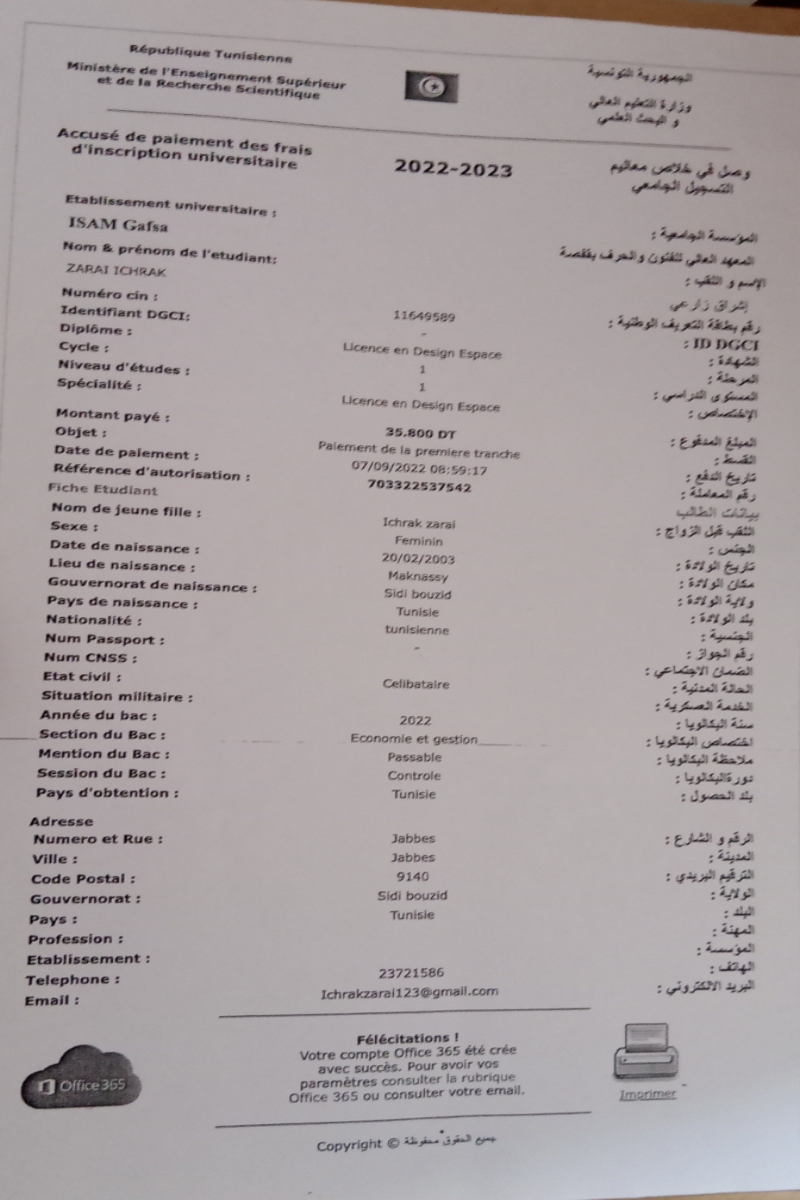 République Tunisienne
Ministère de l'Enseignement Supérieur
et de la Recherche Scientifique
الجمهورية التونسية
وزارة التعليم العالي
و البحث العلمي
Accusé de paiement des frais
d'inscription universitaire
2022-2023
وصل في خلاص معاليم
التسجيل الجامعي
Etablissement universitaire :
المؤسسة الجامعية :
ISAM Gafsa
المعهد العالي للفنون والحرف بقفصة
Nom & prénom de l'etudiant:
الإسم و اللقب :
ZARAI ICHRAK
إشراق زارعي
Numéro cin : 11649589 رقم بطاقة التعريف الوطنية :
Identifiant DGCI: - ID DGCI :
Diplôme : Licence en Design Espace الشهادة :
Cycle : 1 المرحلة :
Niveau d'études : 1 المستوى الدراسي :
Spécialité : Licence en Design Espace الإختصاص :
Montant payé : 35.800 DT المبلغ المدفوع :
Objet : Paiement de la premiere tranche القسط :
Date de paiement : 07/09/2022 08:59:17 تاريخ الدفع :
Référence d'autorisation : 703322537542 رقم المعاملة :
Fiche Etudiant بيانات الطالب
Nom de jeune fille : Ichrak zarai اللقب قبل الزواج :
Sexe : Feminin الجنس :
Date de naissance : 20/02/2003 تاريخ الولادة :
Lieu de naissance : Maknassy مكان الولادة :
Gouvernorat de naissance : Sidi bouzid ولاية الولادة :
Pays de naissance : Tunisie بلد الولادة :
Nationalité : tunisienne الجنسية :
Num Passport : - رقم الجواز :
Num CNSS : الضمان الاجتماعي :
Etat civil : Celibataire الحالة المدنية :
Situation militaire : الخدمة العسكرية :
Année du bac : 2022 سنة البكالويا :
Section du Bac : Economie et gestion اختصاص البكالويا :
Mention du Bac : Passable ملاحظة البكالويا :
Session du Bac : Controle دورةالبكالويا :
Pays d'obtention : Tunisie بلد الحصول :
Adresse
Numero et Rue : Jabbes الرقم و الشارع :
Ville : Jabbes المدينة :
Code Postal : 9140 الترقيم البريدي :
Gouvernorat : Sidi bouzid الولاية :
Pays : Tunisie البلد :
Profession : المهنة :
Etablissement : المؤسسة :
Telephone : 23721586 الهاتف :
Email : Ichrakzarai123@gmail.com البريد الالكتروني :
Office 365
Félécitations !
Votre compte Office 365 été crée
avec succès. Pour avoir vos
paramètres consulter la rubrique
Office 365 ou consulter votre email.
Imprimer
Copyright © جميع الحقوق محفوظة